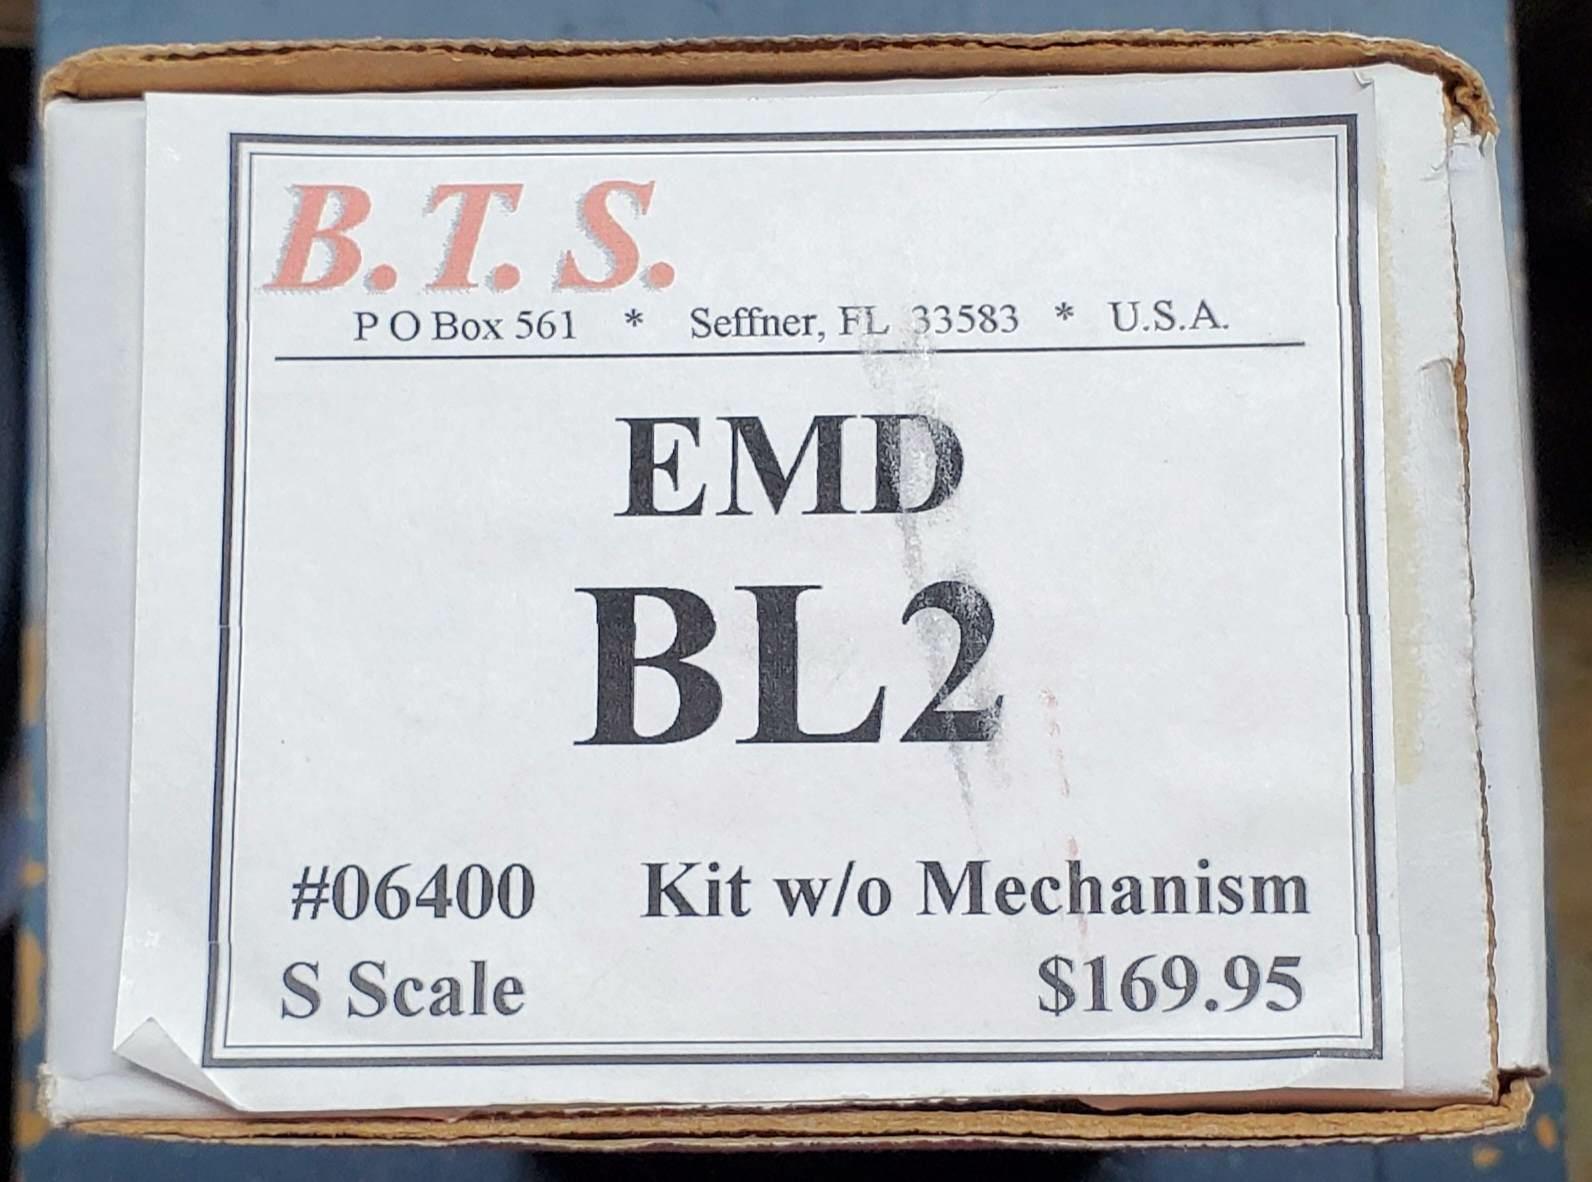 B.T.S.
P O Box 561 * Seffner, FL 33583 * U.S.A.
EMD
BL2
#06400 Kit w/o Mechanism
S Scale $169.95